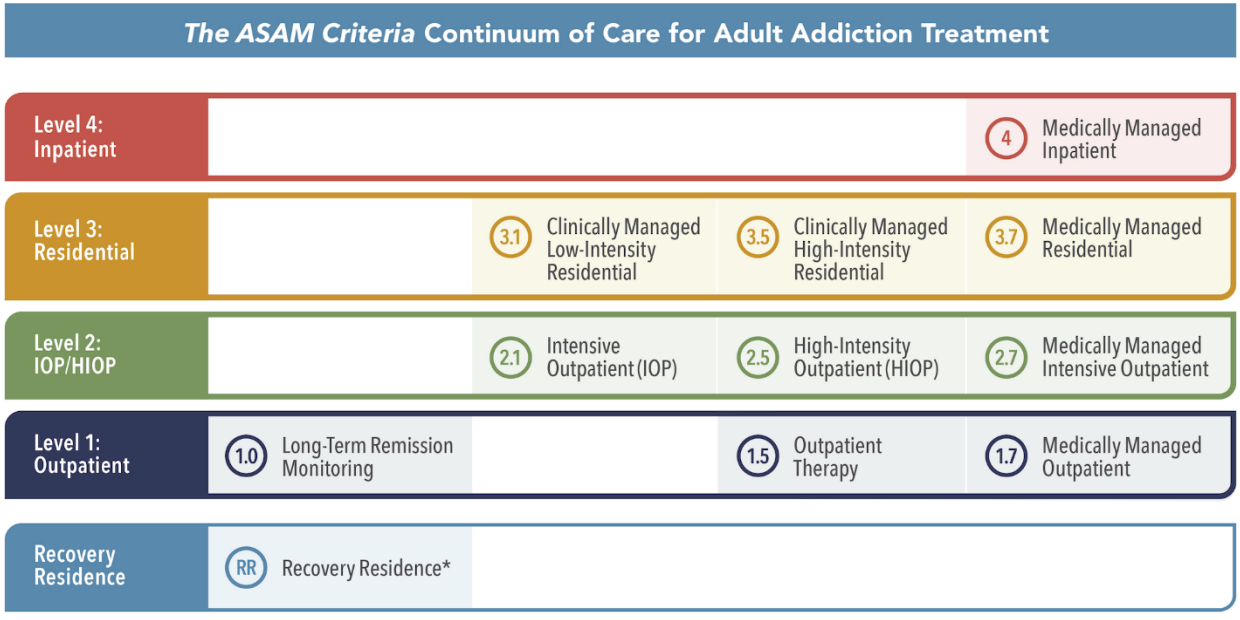 The ASAM Criteria Continuum of Care for Adult Addiction Treatment
Level 4:
Inpatient
4
Medically Managed
Inpatient
Level 3:
Residential
3.1
Clinically Managed
Low-Intensity
Residential
3.5
Clinically Managed
High-Intensity
Residential
3.7
Medically Managed
Residential
Level 2:
IOP/HIOP
2.1
Intensive
Outpatient (IOP)
2.5
High-Intensity
Outpatient (HIOP)
2.7
Medically Managed
Intensive Outpatient
Level 1:
Outpatient
1.0
Long-Term Remission
Monitoring
1.5
Outpatient
Therapy
1.7
Medically Managed
Outpatient
Recovery
Residence
RR
Recovery Residence*